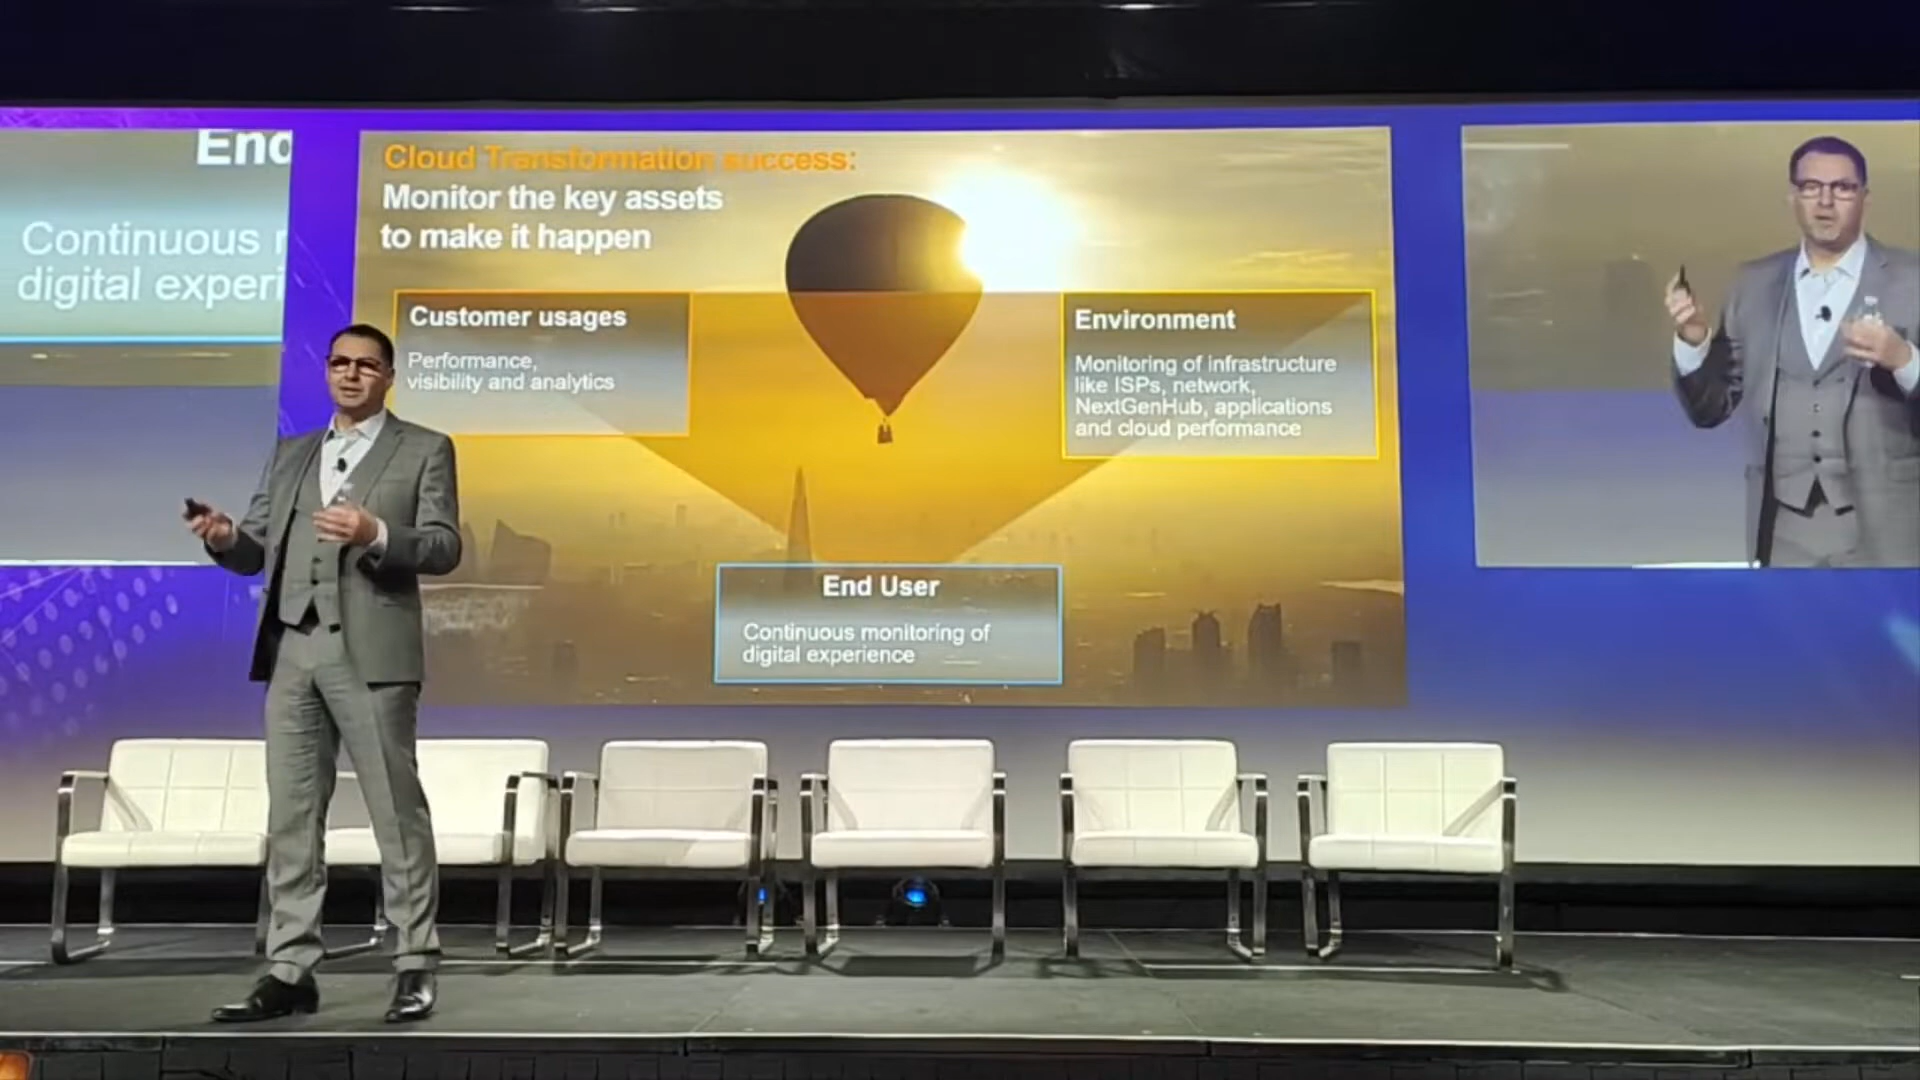 End
Continuous
digital experi
Cloud Transformation success:
Monitor the key assets
to make it happen
Customer usages
Performance,
visibility and analytics
Environment
Monitoring of infrastructure
like ISPs, network,
NextGenHub, applications
and cloud performance
End User
Continuous monitoring of
digital experience